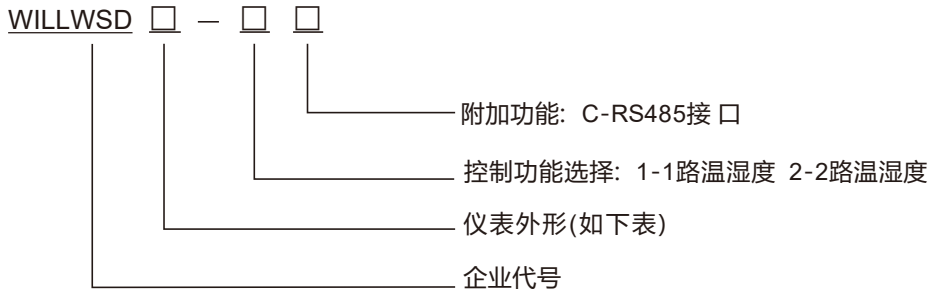 WILLWSD □ — □ □
附加功能: C-RS485接 口
控制功能选择: 1-1路温湿度 2-2路温湿度
仪表外形(如下表)
企业代号